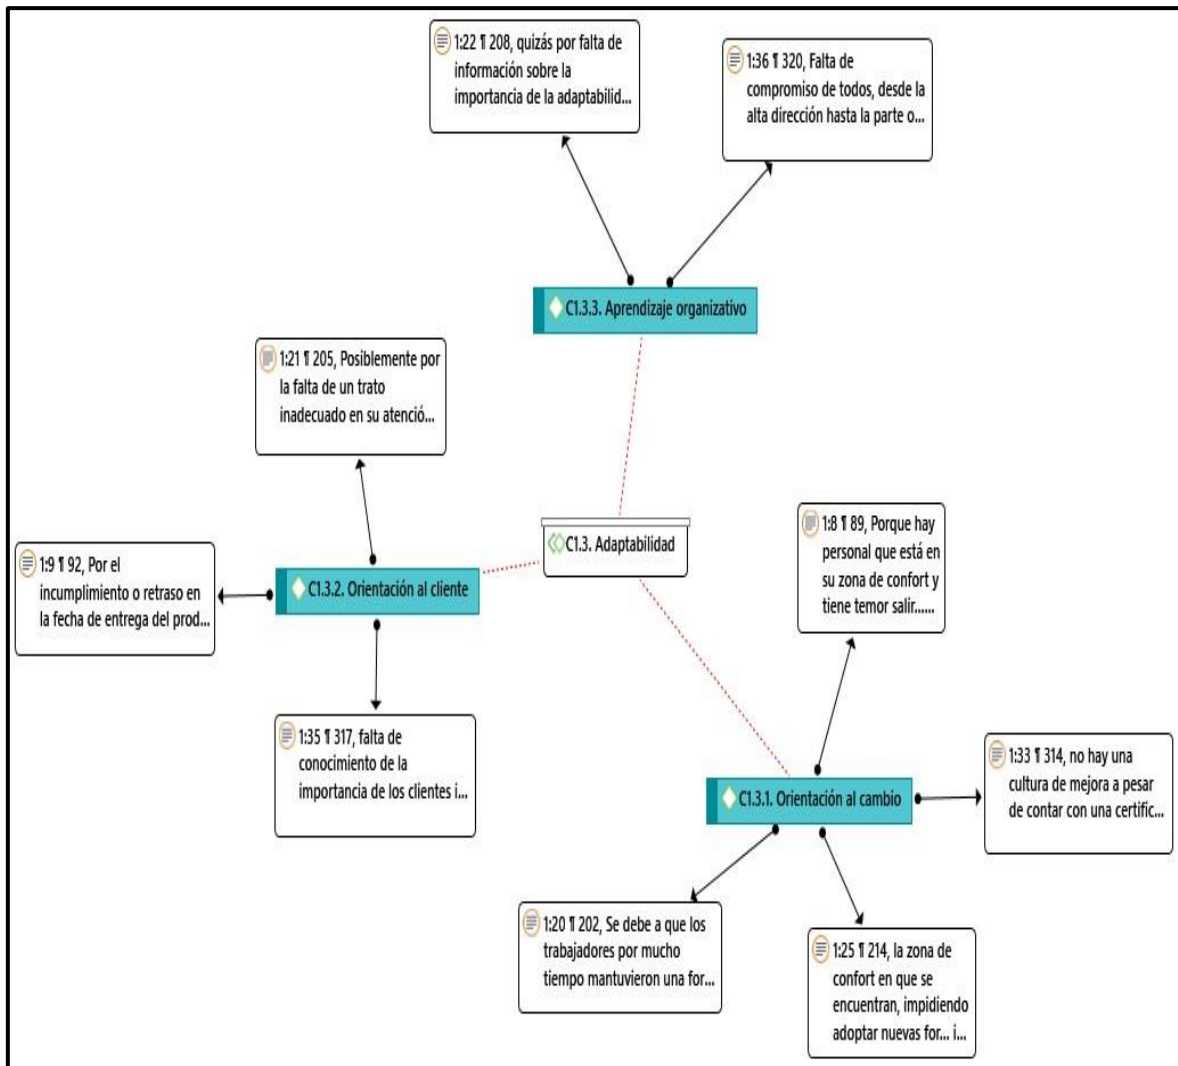 1:22 ¶ 208, quizás por falta de
información sobre la
importancia de la adaptabilid...
1:36 ¶ 320, Falta de
compromiso de todos, desde la
alta dirección hasta la parte o...
C1.3.3. Aprendizaje organizativo
1:21 ¶ 205, Posiblemente por
la falta de un trato
inadecuado en su atenció...
1:8 ¶ 89, Porque hay
personal que está en
su zona de confort y
tiene temor salir......
C1.3. Adaptabilidad
1:9 ¶ 92, Por el
incumplimiento o retraso en
la fecha de entrega del prod...
C1.3.2. Orientación al cliente
1:35 ¶ 317, falta de
conocimiento de la
importancia de los clientes i...
1:33 ¶ 314, no hay una
cultura de mejora a pesar
de contar con una certific...
C1.3.1. Orientación al cambio
1:20 ¶ 202, Se debe a que los
trabajadores por mucho
tiempo mantuvieron una for...
1:25 ¶ 214, la zona de
confort en que se
encuentran, impidiendo
adoptar nuevas for... i...